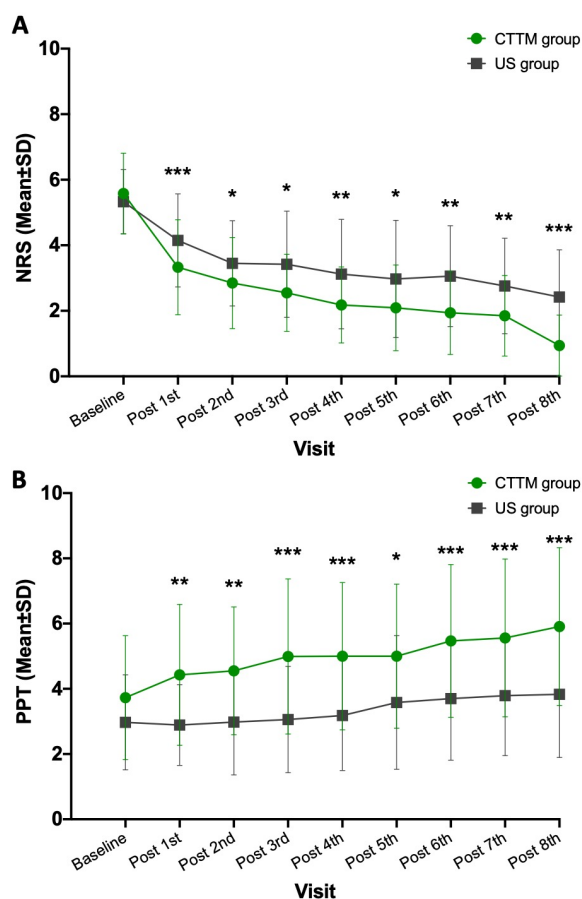 A
10
CTTM group
US group
8
6
4
2
0
NRS (Mean±SD)
***
*
*
**
*
**
**
***
Baseline
Post 1st
Post 2nd
Post 3rd
Post 4th
Post 5th
Post 6th
Post 7th
Post 8th
Visit
B
10
CTTM group
US group
8
6
4
2
0
PPT (Mean±SD)
**
**
***
***
*
***
***
***
Baseline
Post 1st
Post 2nd
Post 3rd
Post 4th
Post 5th
Post 6th
Post 7th
Post 8th
Visit